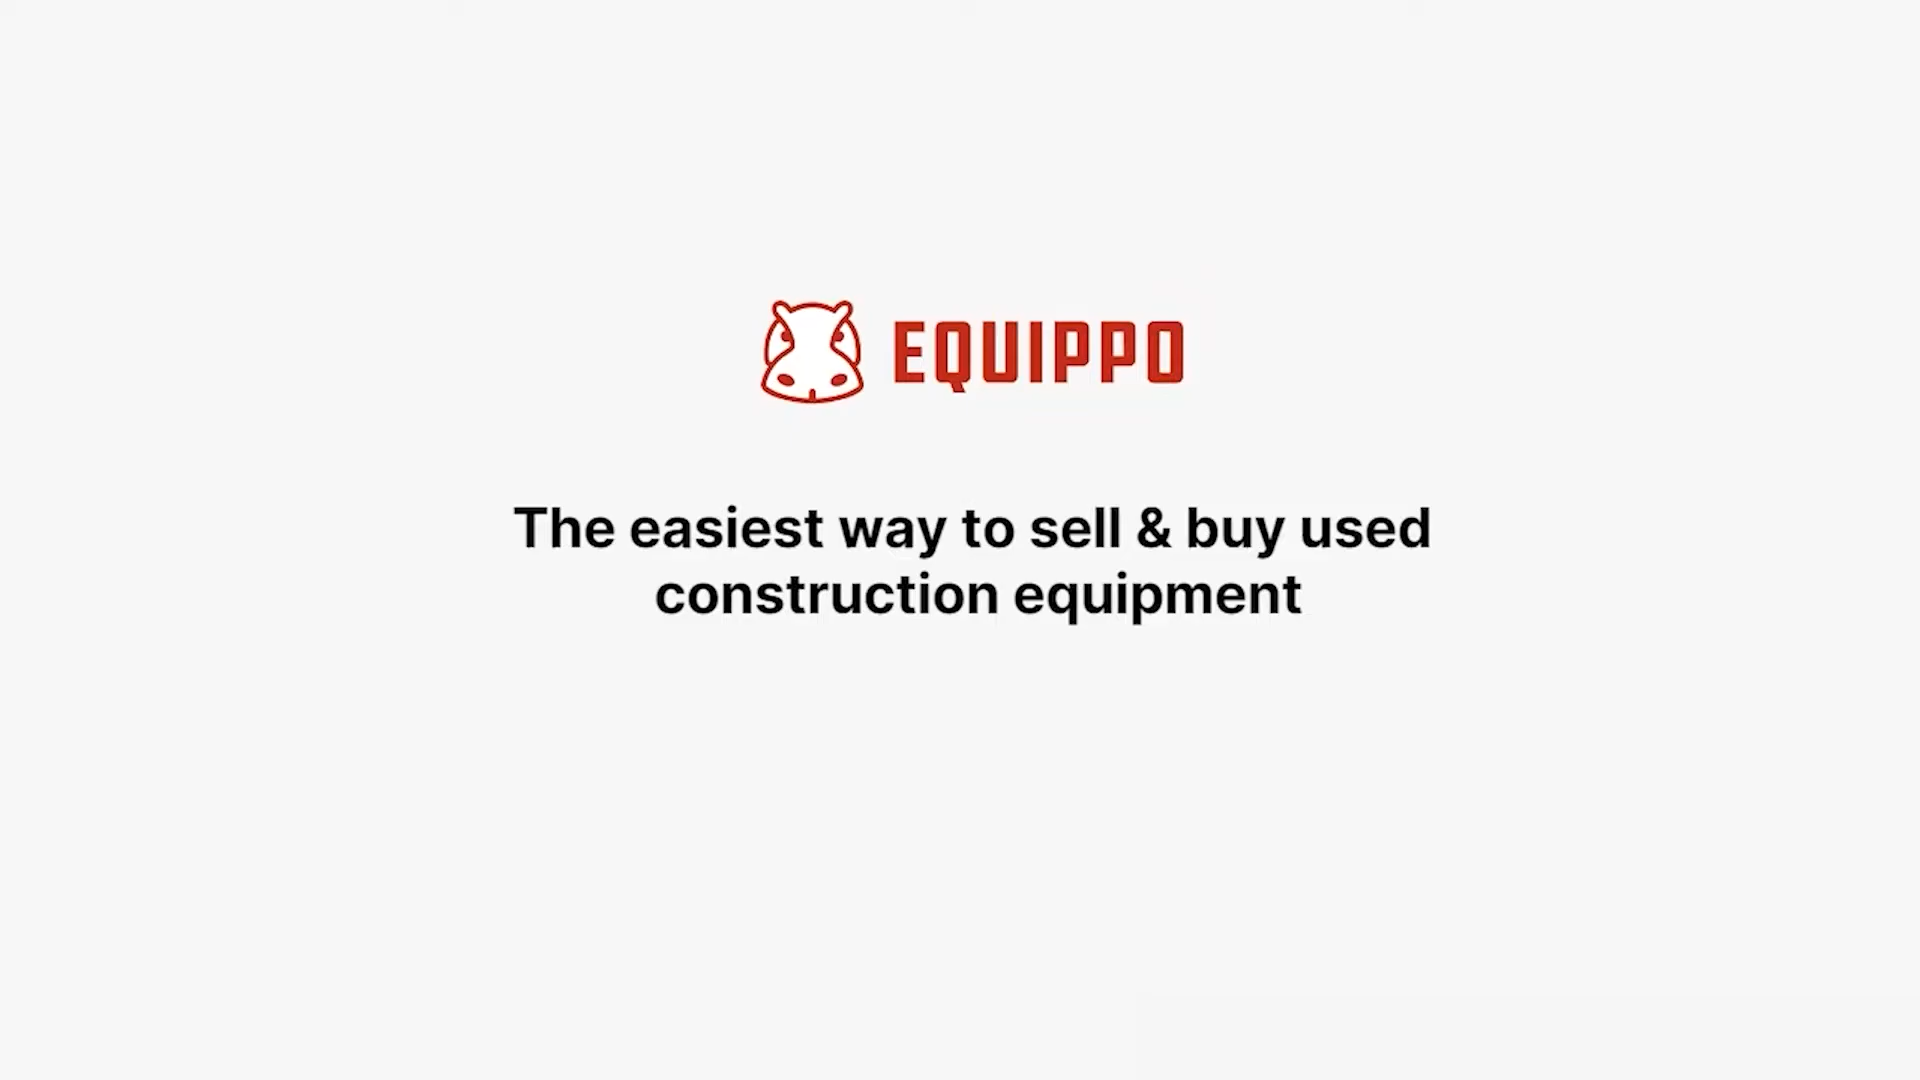 EQUIPPO
The easiest way to sell & buy used
construction equipment